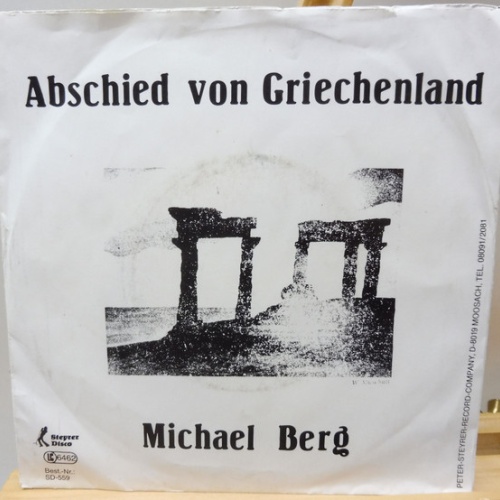 Abschied von Griechenland
Michael Berg
Steyrer
Disco
LC 6462
Best.-Nr.:
SD-559
PETER-STEYRER-RECORD-COMPANY, D-8019 MOOSACH, TEL. 08091/2081